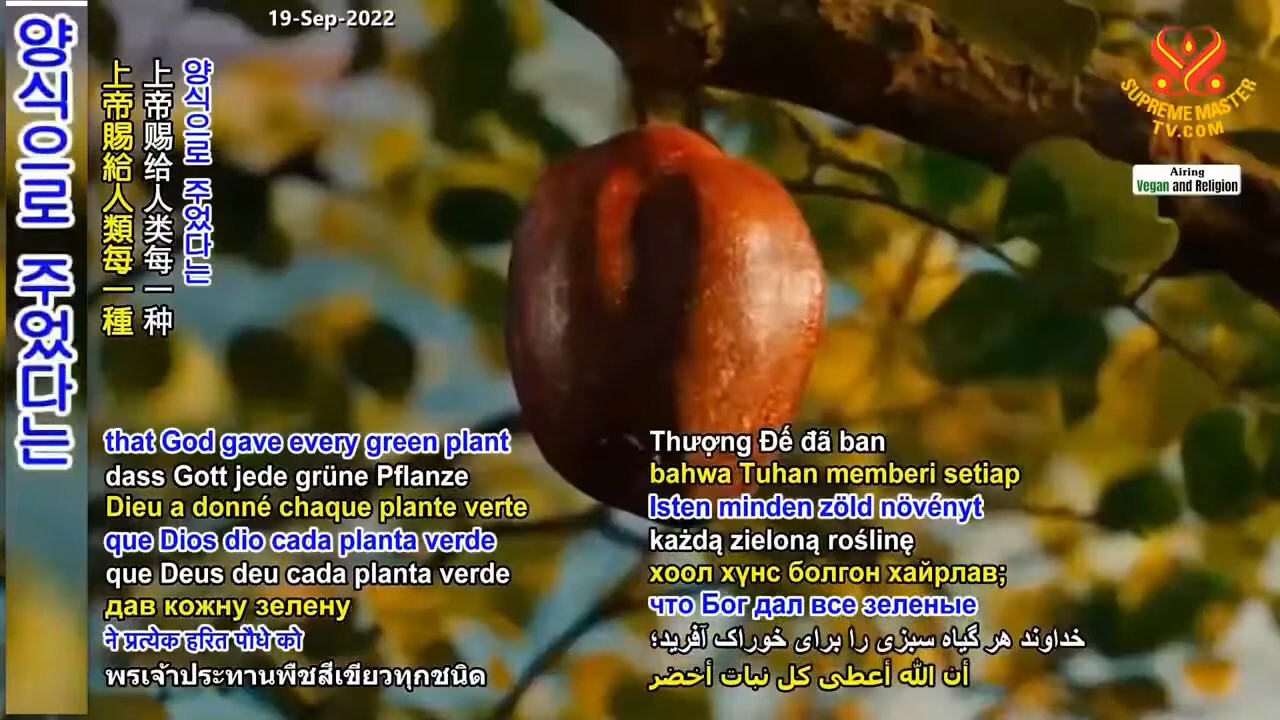 19-Sep-2022
SUPREME MASTER
TV.COM
Airing
Vegan and Religion
양식으로 주었다는
양식으로 주었다는
上帝赐给人类每一种
上帝賜給人類每一種
that God gave every green plant
dass Gott jede grüne Pflanze
Dieu a donné chaque plante verte
que Dios dio cada planta verde
que Deus deu cada planta verde
дав кожну зелену
ने प्रत्येक हरित पौधे को
พระเจ้าประทานพืชสีเขียวทุกชนิด
Thượng Đế đã ban
bahwa Tuhan memberi setiap
Isten minden zöld növényt
każdą zieloną roślinę
хоол хүнс болгон хайрлав;
что Бог дал все зеленые
خداوند هر گیاه سبزی را برای خوراک آفرید؛
أن الله أعطى كل نبات أخضر